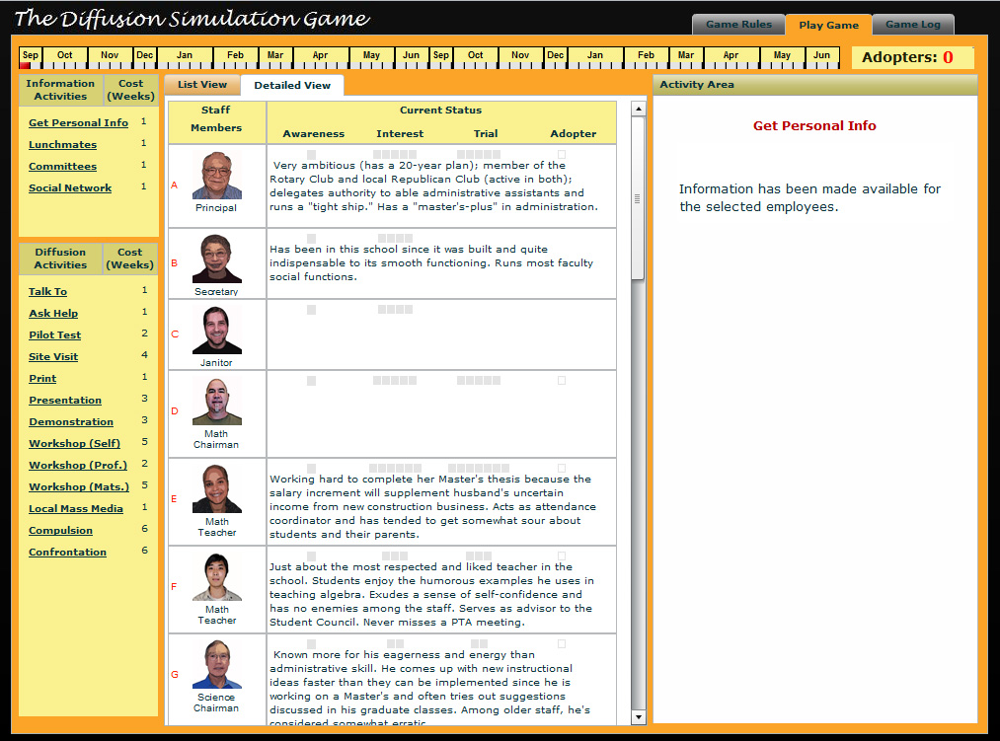 The Diffusion Simulation Game
Game Rules
Play Game
Game Log
Sep Oct Nov Dec Jan Feb Mar Apr May Jun Sep Oct Nov Dec Jan Feb Mar Apr May Jun
Adopters: 0
Information Activities
Cost (Weeks)
Get Personal Info 1
Lunchmates 1
Committees 1
Social Network 1
Diffusion Activities
Cost (Weeks)
Talk To 1
Ask Help 1
Pilot Test 2
Site Visit 4
Print 1
Presentation 3
Demonstration 3
Workshop (Self) 5
Workshop (Prof.) 2
Workshop (Mats.) 5
Local Mass Media 1
Compulsion 6
Confrontation 6
List View
Detailed View
Staff Members
Current Status
Awareness Interest Trial Adopter
A
Principal
Very ambitious (has a 20-year plan); member of the
Rotary Club and local Republican Club (active in both);
delegates authority to able administrative assistants and
runs a "tight ship." Has a "master's-plus" in administration.
B
Secretary
Has been in this school since it was built and quite
indispensable to its smooth functioning. Runs most faculty
social functions.
C
Janitor
D
Math
Chairman
E
Math
Teacher
Working hard to complete her Master's thesis because the
salary increment will supplement husband's uncertain
income from new construction business. Acts as attendance
coordinator and has tended to get somewhat sour about
students and their parents.
F
Math
Teacher
Just about the most respected and liked teacher in the
school. Students enjoy the humorous examples he uses in
teaching algebra. Exudes a sense of self-confidence and
has no enemies among the staff. Serves as advisor to the
Student Council. Never misses a PTA meeting.
G
Science
Chairman
Known more for his eagerness and energy than
administrative skill. He comes up with new instructional
ideas faster than they can be implemented since he is
working on a Master's and often tries out suggestions
discussed in his graduate classes. Among older staff, he's
considered somewhat erratic
Activity Area
Get Personal Info
Information has been made available for
the selected employees.